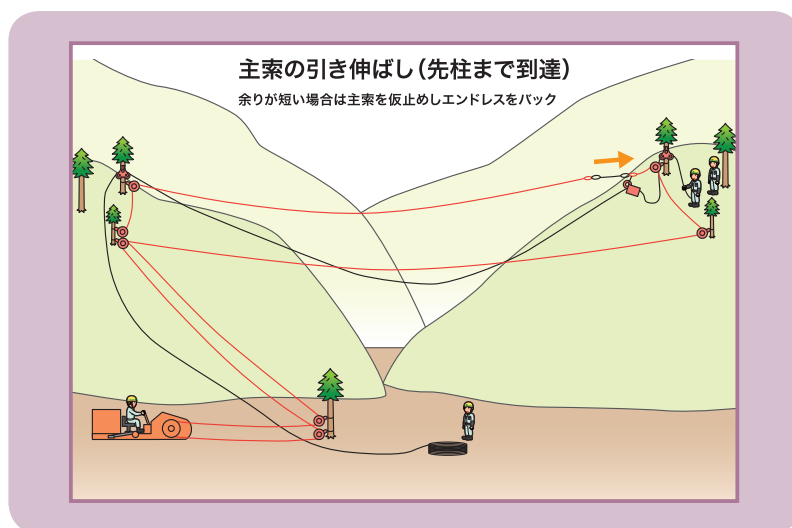 主索の引き伸ばし(先柱まで到達)
余りが短い場合は主索を仮止めしエンドレスをパック